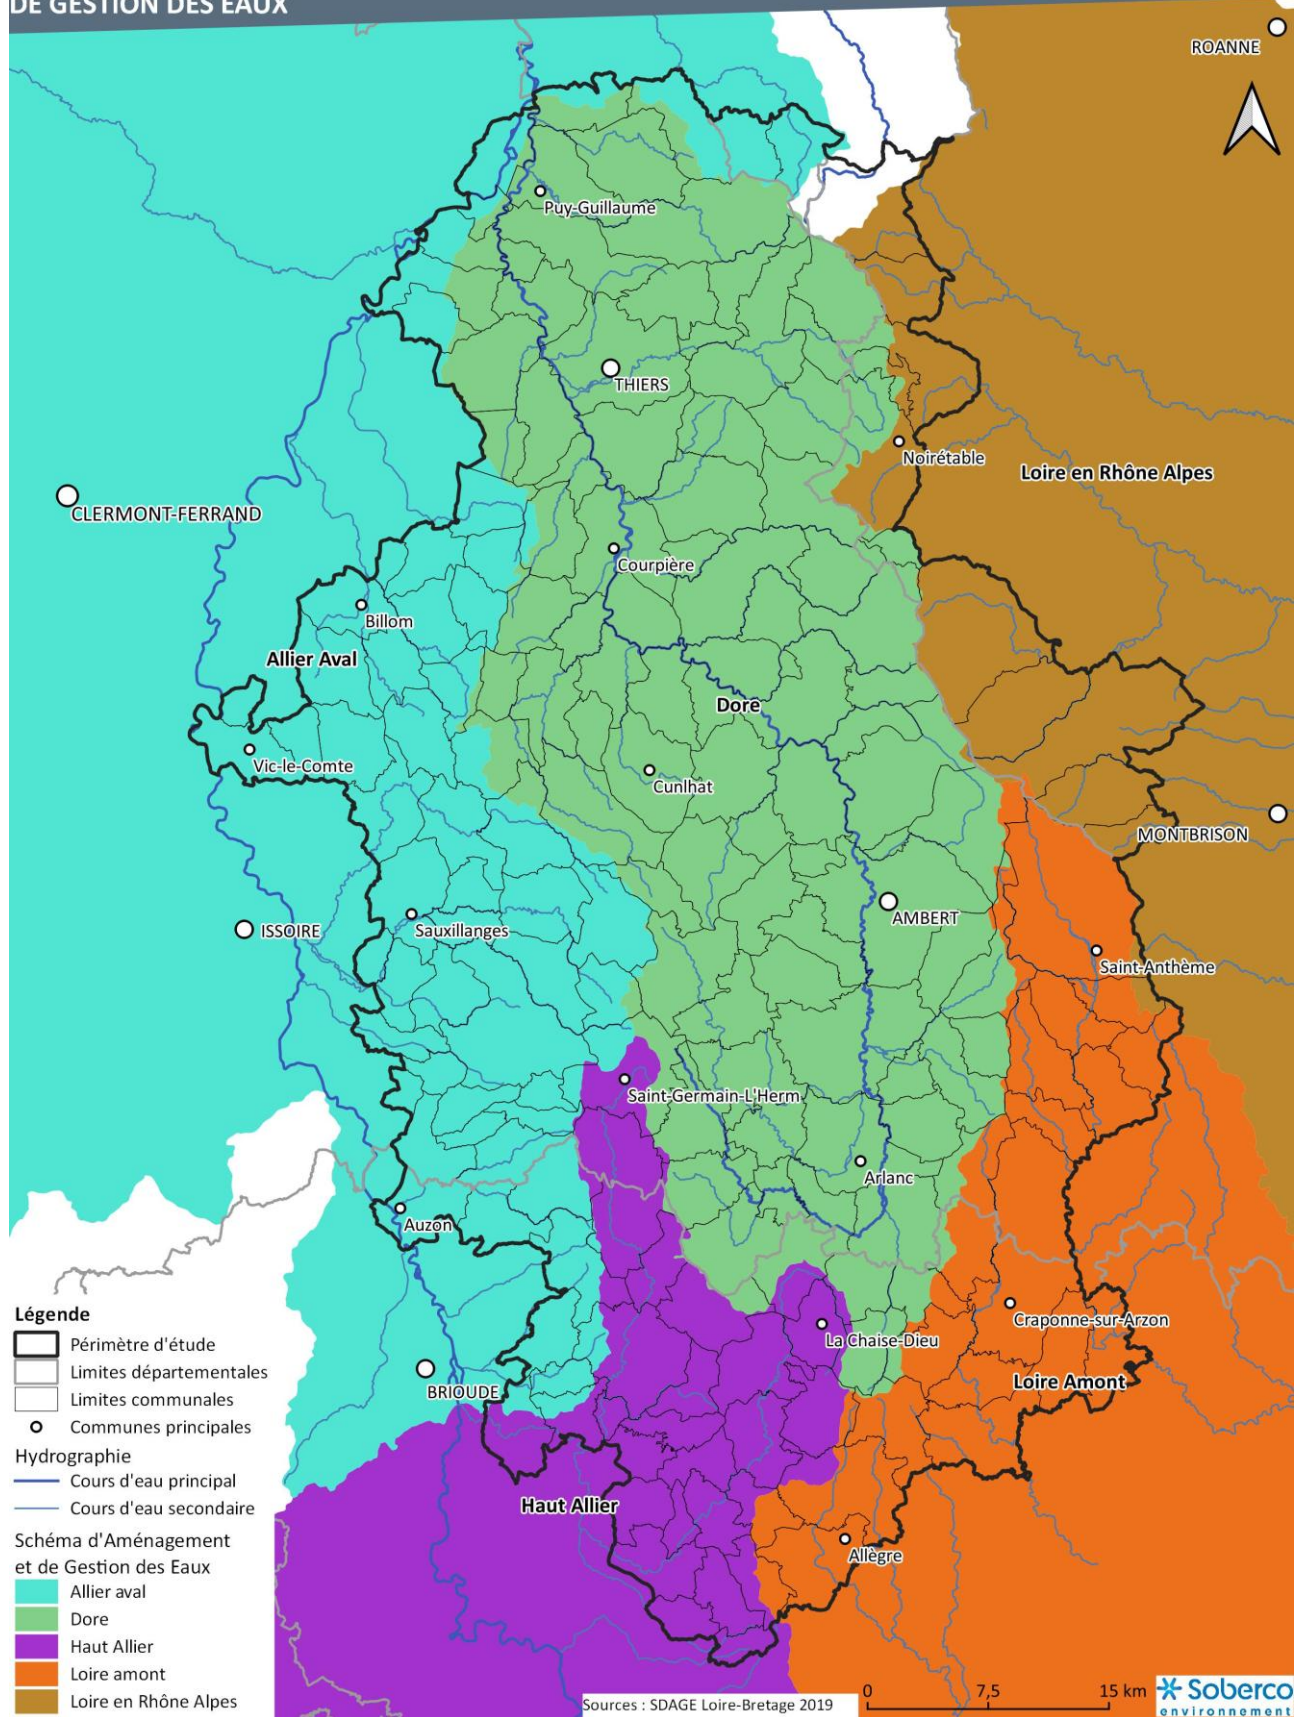 DE GESTION DES EAUX
ROANNE
Puy-Guillaume
THIERS
Noirétable
Loire en Rhône Alpes
CLERMONT-FERRAND
Courpière
Billom
Allier Aval
Dore
Vic-le-Comte
Cunlhat
MONTBRISON
AMBERT
Sauxillanges
ISSOIRE
Saint-Anthème
Saint-Germain-L'Herm
Arlanc
Auzon
Craponne-sur-Arzon
La Chaise-Dieu
Loire Amont
BRIOUDE
Haut Allier
Allègre
Légende
Périmètre d'étude
Limites départementales
Limites communales
Communes principales
Hydrographie
Cours d'eau principal
Cours d'eau secondaire
Schéma d'Aménagement
et de Gestion des Eaux
Allier aval
Dore
Haut Allier
Loire amont
Loire en Rhône Alpes
Sources : SDAGE Loire-Bretage 2019
0 7,5 15 km
Soberco
environnement